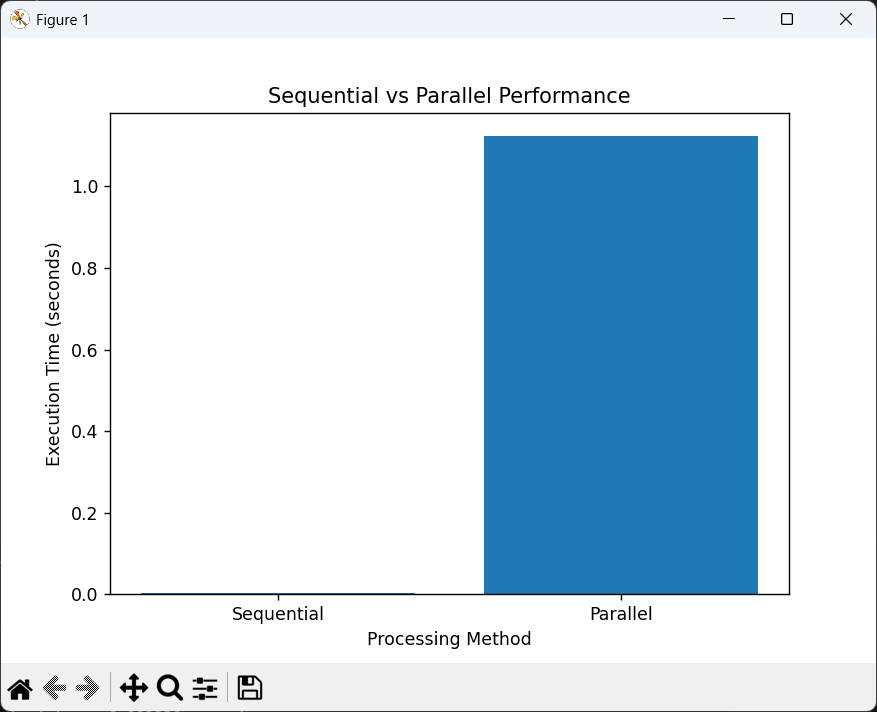 Figure 1
Sequential vs Parallel Performance
Execution Time (seconds)
1.0
0.8
0.6
0.4
0.2
0.0
Sequential Parallel
Processing Method